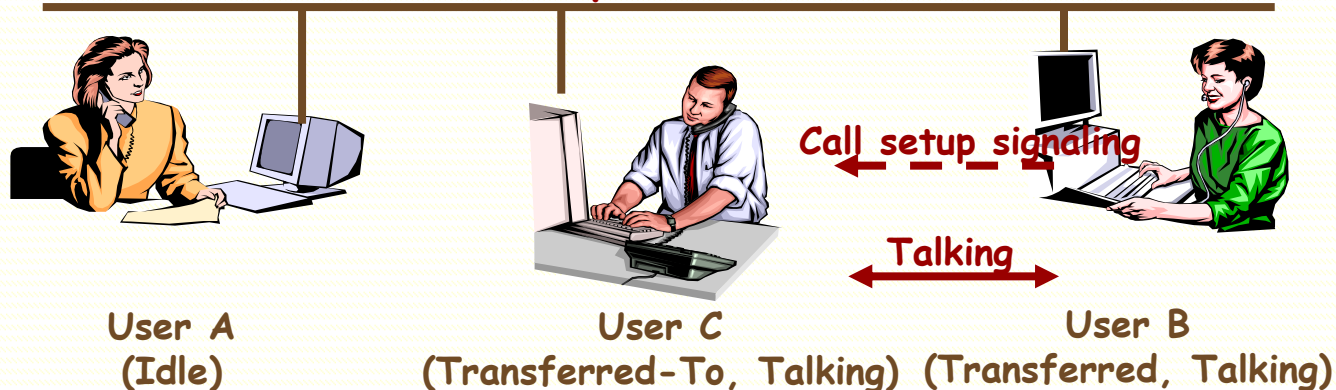 Call setup signaling
Talking
User A
(Idle)
User C
(Transferred-To, Talking)
User B
(Transferred, Talking)